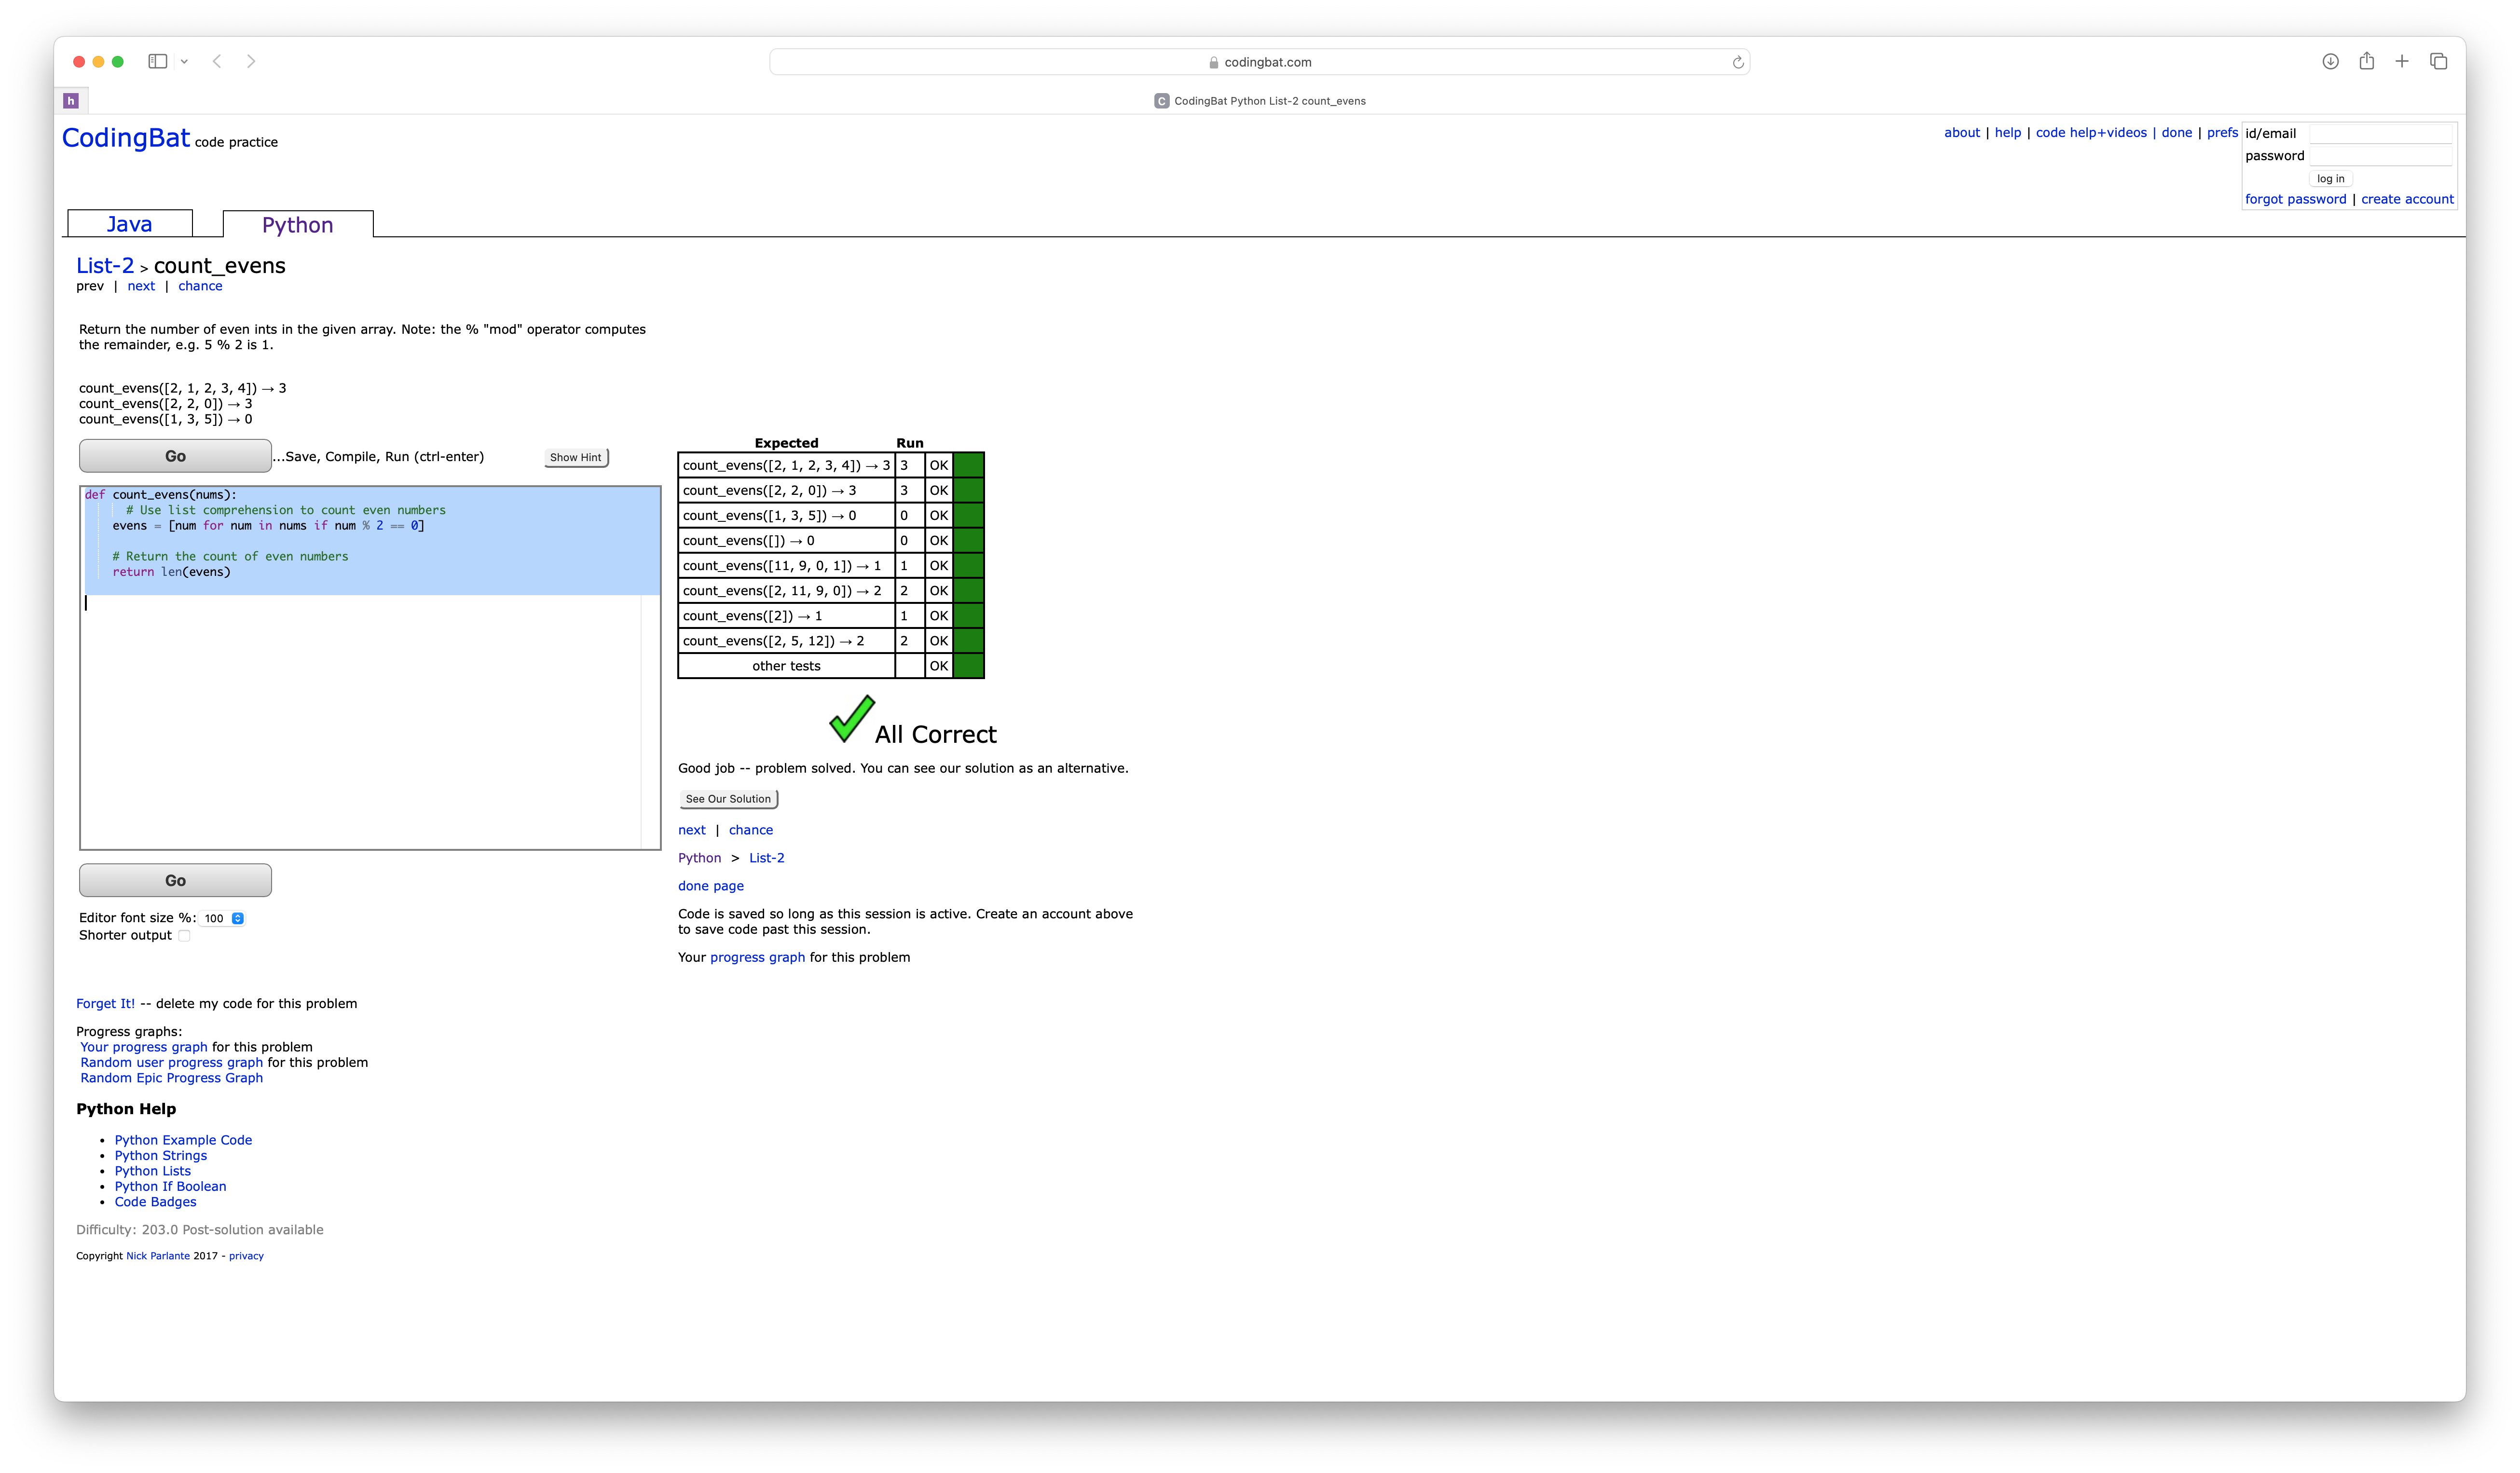 codingbat.com
h
C CodingBat Python List-2 count_evens
CodingBat code practice
about | help | code help+videos | done | prefs
id/email
password
log in
forgot password | create account
Java
Python
List-2 > count_evens
prev | next | chance
Return the number of even ints in the given array. Note: the % "mod" operator computes
the remainder, e.g. 5 % 2 is 1.
count_evens([2, 1, 2, 3, 4]) → 3
count_evens([2, 2, 0]) → 3
count_evens([1, 3, 5]) → 0
Go
...Save, Compile, Run (ctrl-enter)
Show Hint
def count_evens(nums):
# Use list comprehension to count even numbers
evens = [num for num in nums if num % 2 == 0]
# Return the count of even numbers
return len(evens)
Go
Editor font size %: 100
Shorter output
Expected Run
count_evens([2, 1, 2, 3, 4]) → 3 3 OK
count_evens([2, 2, 0]) → 3 3 OK
count_evens([1, 3, 5]) → 0 0 OK
count_evens([]) → 0 0 OK
count_evens([11, 9, 0, 1]) → 1 1 OK
count_evens([2, 11, 9, 0]) → 2 2 OK
count_evens([2]) → 1 1 OK
count_evens([2, 5, 12]) → 2 2 OK
other tests OK
All Correct
Good job -- problem solved. You can see our solution as an alternative.
See Our Solution
next | chance
Python > List-2
done page
Code is saved so long as this session is active. Create an account above
to save code past this session.
Your progress graph for this problem
Forget It! -- delete my code for this problem
Progress graphs:
Your progress graph for this problem
Random user progress graph for this problem
Random Epic Progress Graph
Python Help
• Python Example Code
• Python Strings
• Python Lists
• Python If Boolean
• Code Badges
Difficulty: 203.0 Post-solution available
Copyright Nick Parlante 2017 - privacy